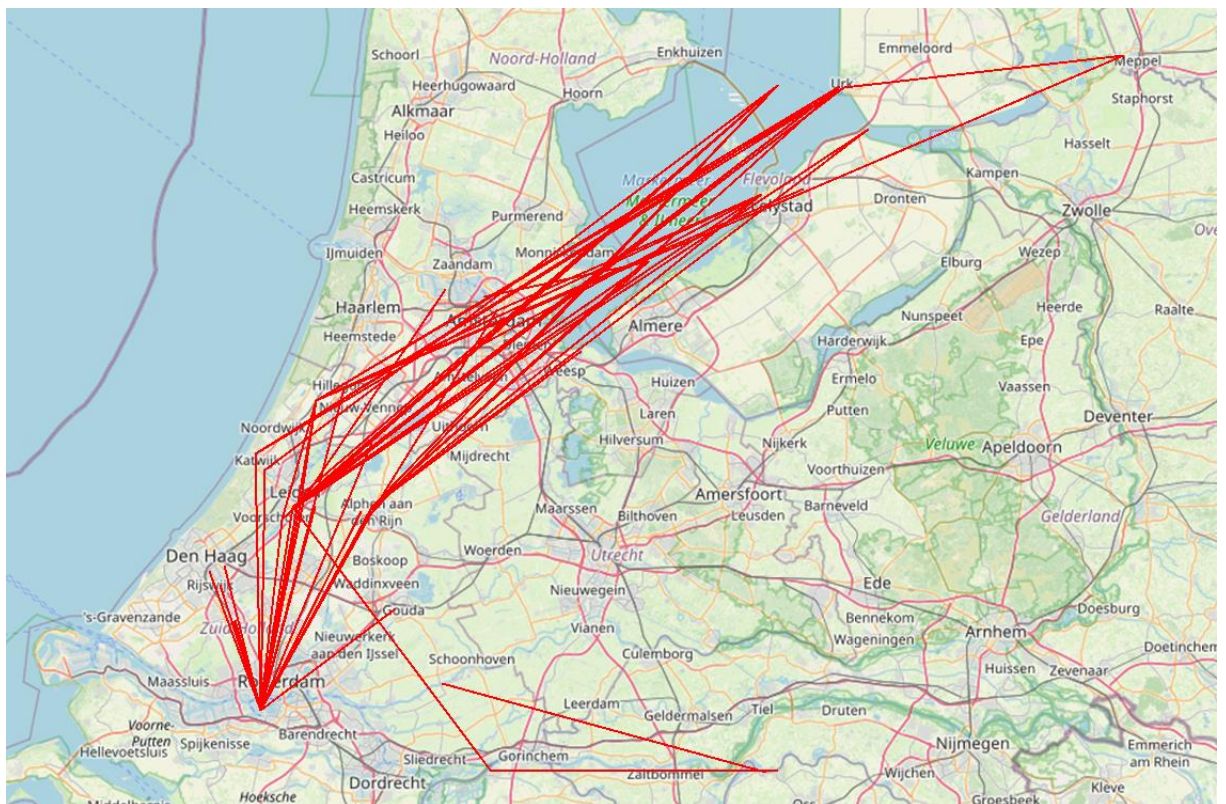 Schoorl
Noord-Holland
Enkhuizen
Emmeloord
Heerhugowaard
Hoorn
Urk
Meppel
Alkmaar
Staphorst
Heiloo
Hasselt
Castricum
Flevoland
Kampen
Heemskerk
Purmerend
Dronten
Zwolle
IJmuiden
Zaandam
Elburg
Wezep
Haarlem
Nunspeet
Heerde
Raalte
Heemstede
Almere
Harderwijk
Epe
Weesp
Huizen
Ermelo
Vaassen
Laren
Putten
Deventer
Noordwijk
Hilversum
Nijkerk
Veluwe
Apeldoorn
Katwijk
Mijdrecht
Voorthuizen
Amersfoort
Alphen aan
den Rijn
Maarssen
Bilthoven
Leusden
Barneveld
Gelderland
Den Haag
Boskoop
Woerden
Utrecht
Rijswijk
Waddinxveen
Nieuwegein
Ede
's-Gravenzande
Gouda
Bennekom
Doesburg
Zuid-Holland
Nieuwerkerk
aan den IJssel
Vianen
Wageningen
Arnhem
Doetinchem
Schoonhoven
Culemborg
Huissen
Zevenaar
Maassluis
Rotterdam
Leerdam
Geldermalsen
Tiel
Druten
Voorne-
Putten
Barendrecht
Nijmegen
Emmerich
am Rhein
Hellevoetsluis
Spijkenisse
Sliedrecht
Gorinchem
Zaltbommel
Wijchen
Dordrecht
Kleve
Hoeksche
Groesbeek